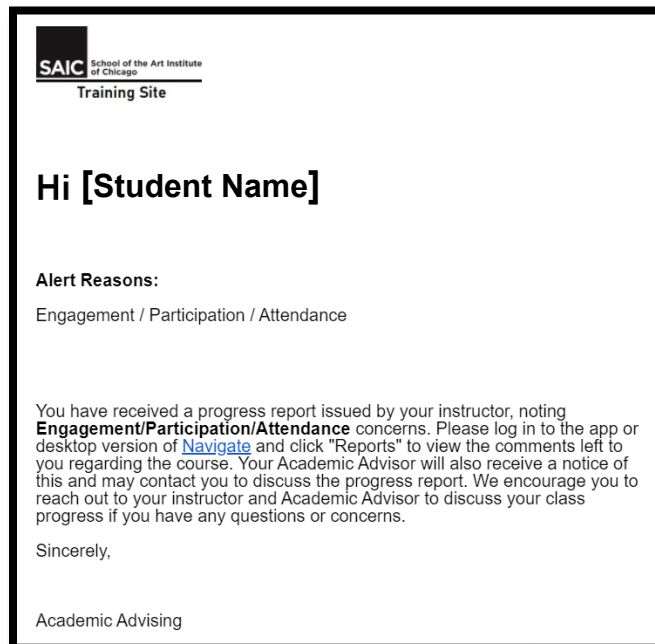 SAIC School of the Art Institute
of Chicago
Training Site
Hi [Student Name]
Alert Reasons:
Engagement / Participation / Attendance
You have received a progress report issued by your instructor, noting
Engagement/Participation/Attendance concerns. Please log in to the app or
desktop version of Navigate and click "Reports" to view the comments left to
you regarding the course. Your Academic Advisor will also receive a notice of
this and may contact you to discuss the progress report. We encourage you to
reach out to your instructor and Academic Advisor to discuss your class
progress if you have any questions or concerns.
Sincerely,
Academic Advising